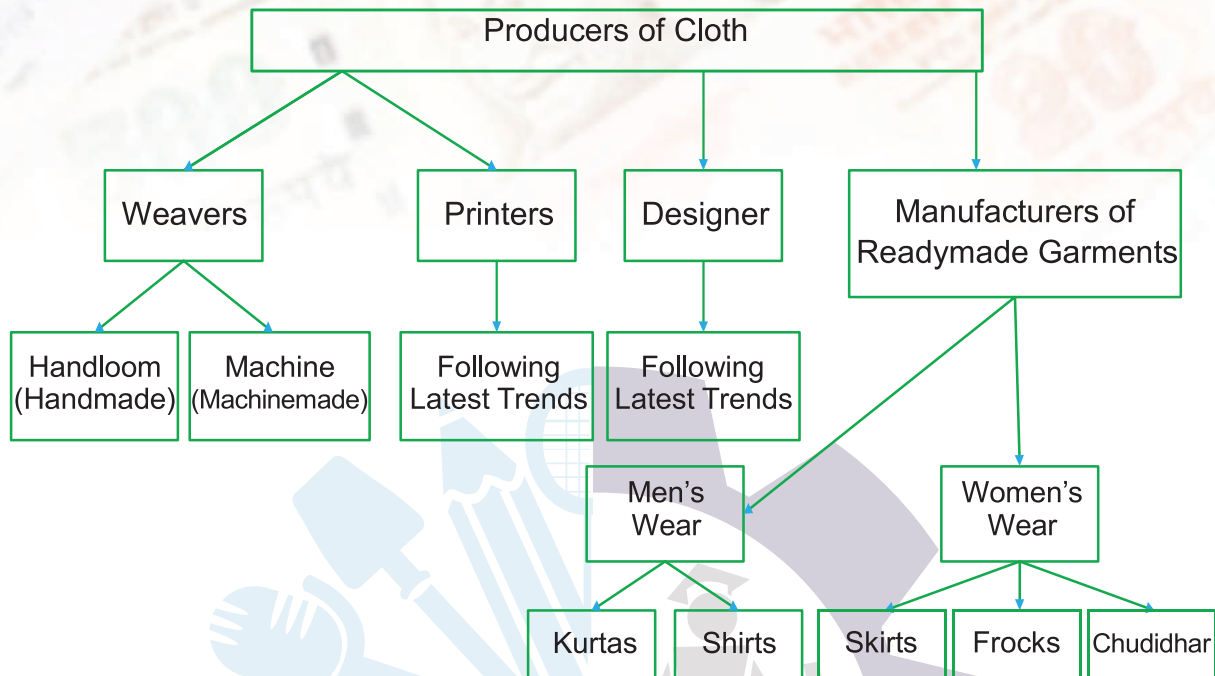 Producers of Cloth
Weavers
Printers
Designer
Manufacturers of
Readymade Garments
Handloom
(Handmade)
Machine
(Machinemade)
Following
Latest Trends
Following
Latest Trends
Men's
Wear
Women's
Wear
Kurtas
Shirts
Skirts
Frocks
Chudidhar